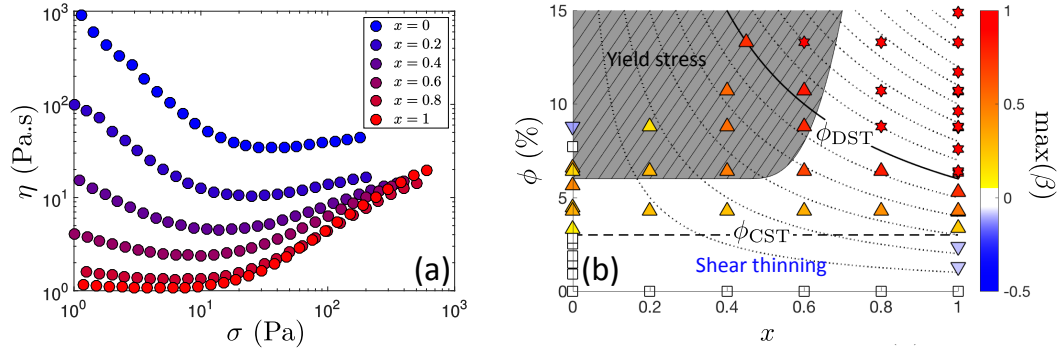 10³
10²
10¹
10⁰
η (Pa.s)
10⁰
10¹
10²
10³
σ (Pa)
x = 0
x = 0.2
x = 0.4
x = 0.6
x = 0.8
x = 1
(a)
15
10
5
0
ϕ (%)
0
0.2
0.4
0.6
0.8
1
x
Yield stress
ϕDST
ϕCST
Shear thinning
(b)
1
0.5
0
-0.5
max(β)